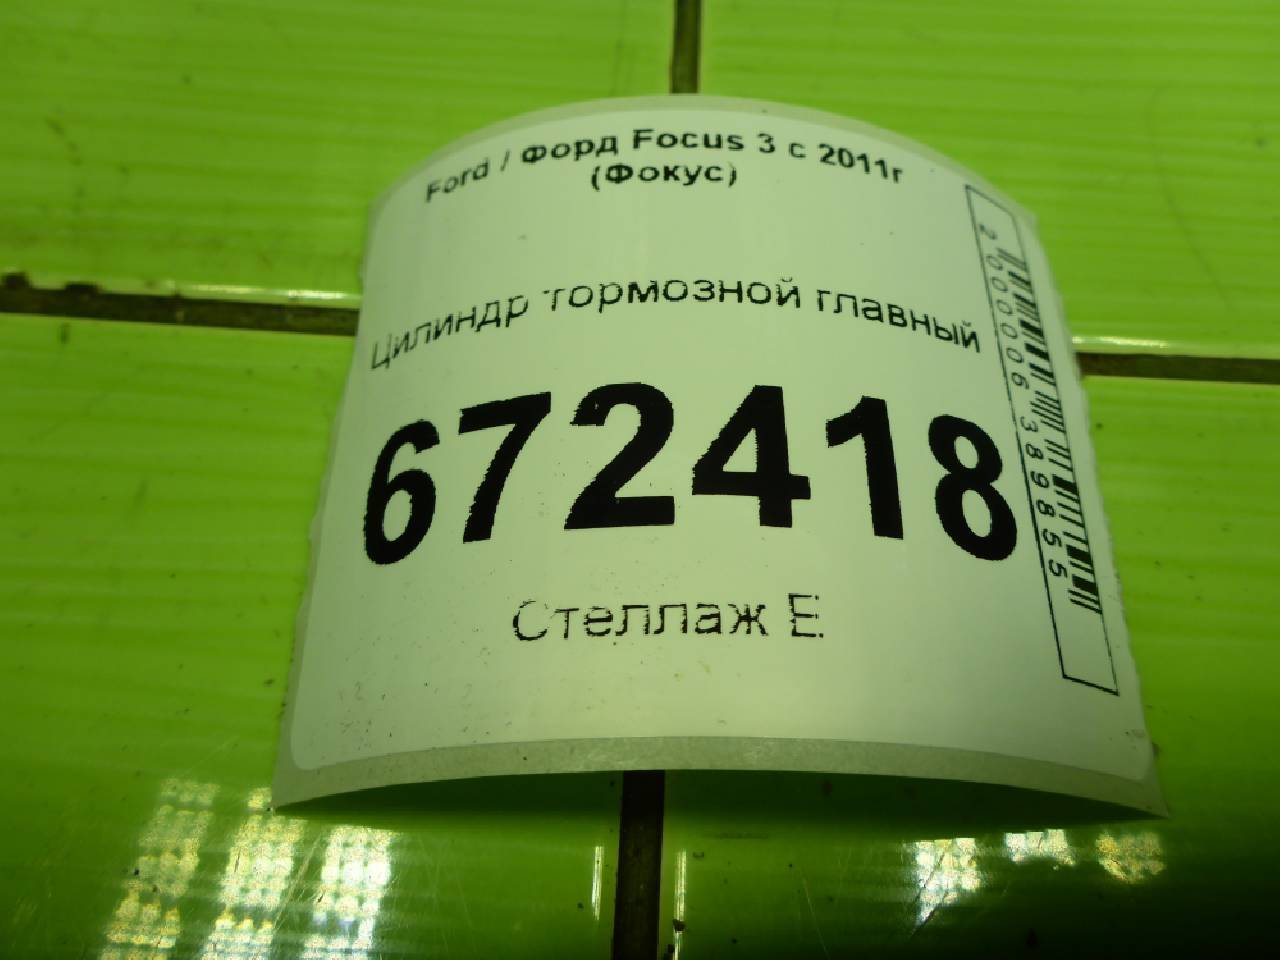 Ford / Форд Focus 3 с 2011г
(Фокус)
Цилиндр тормозной главный
672418
Стеллаж E
2000006389855